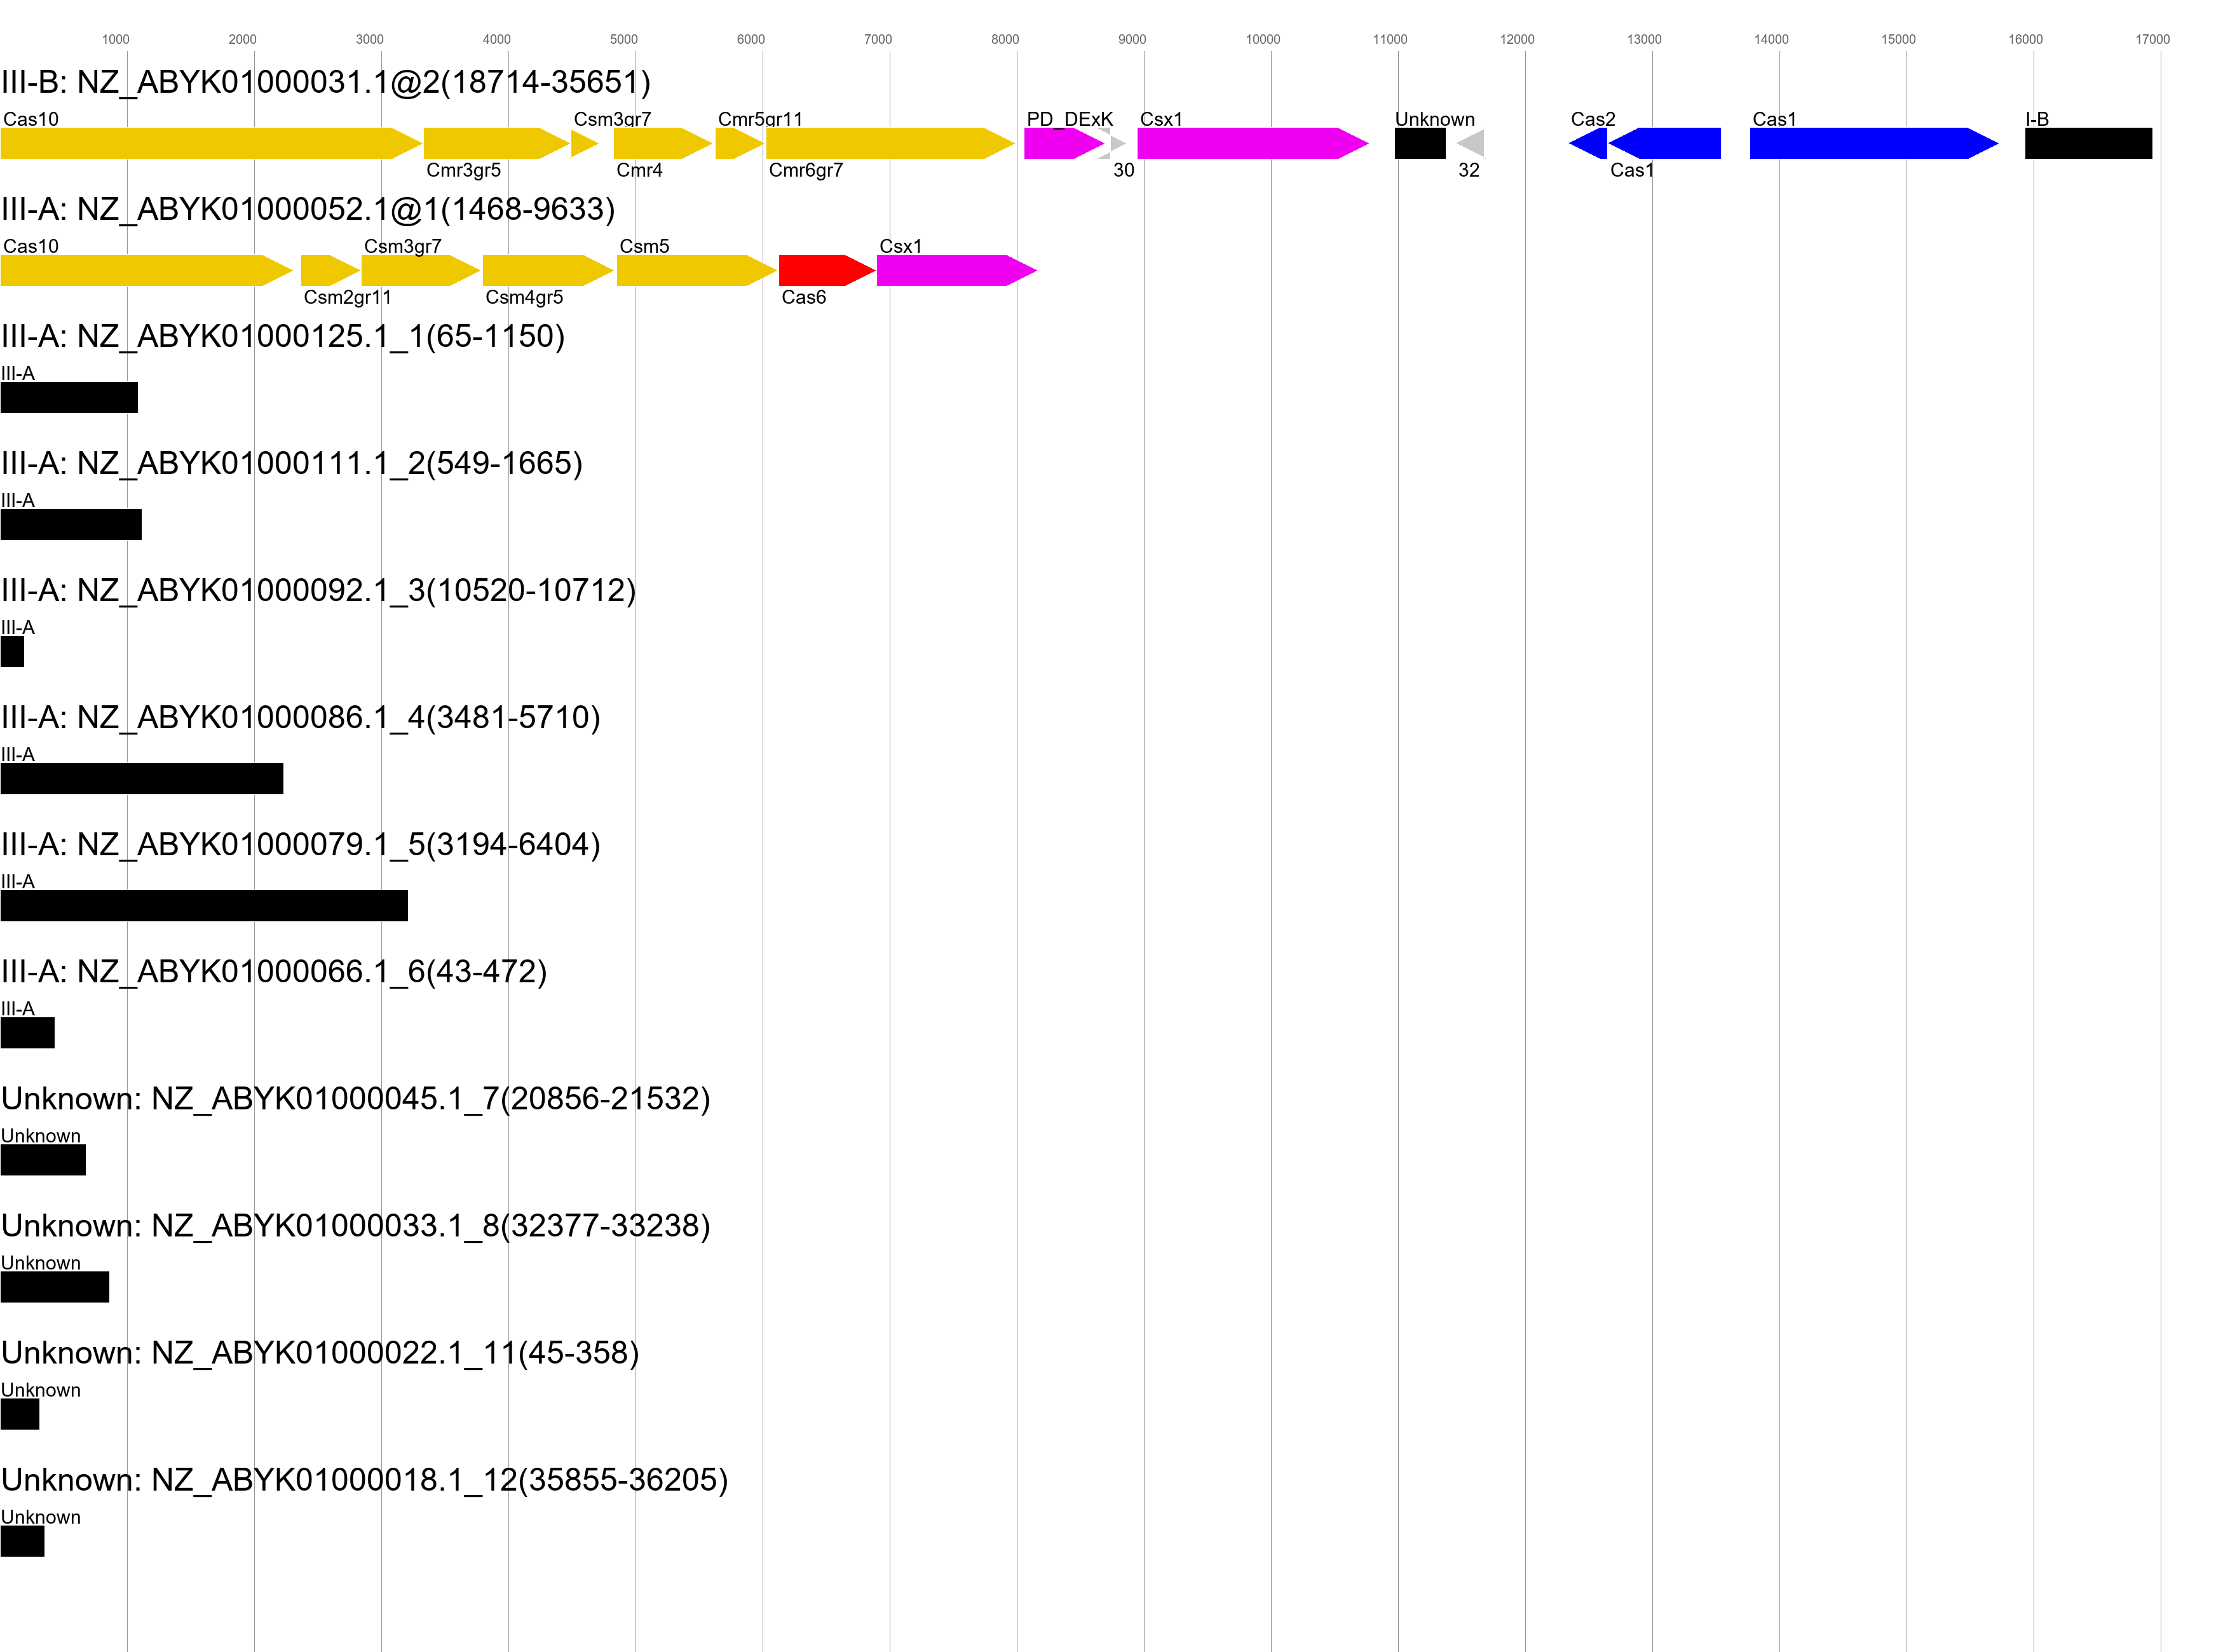 1000 2000 3000 4000 5000 6000 7000 8000 9000 10000 11000 12000 13000 14000 15000 16000 17000
III-B: NZ_ABYK01000031.1@2(18714-35651)
Cas10 Csm3gr7 Cmr5gr11 PD_DExK Csx1 Unknown Cas2 Cas1 I-B
Cmr3gr5 Cmr4 Cmr6gr7 30 32 Cas1
III-A: NZ_ABYK01000052.1@1(1468-9633)
Cas10 Csm3gr7 Csm5 Csx1
Csm2gr11 Csm4gr5 Cas6
III-A: NZ_ABYK01000125.1_1(65-1150)
III-A
III-A: NZ_ABYK01000111.1_2(549-1665)
III-A
III-A: NZ_ABYK01000092.1_3(10520-10712)
III-A
III-A: NZ_ABYK01000086.1_4(3481-5710)
III-A
III-A: NZ_ABYK01000079.1_5(3194-6404)
III-A
III-A: NZ_ABYK01000066.1_6(43-472)
III-A
Unknown: NZ_ABYK01000045.1_7(20856-21532)
Unknown
Unknown: NZ_ABYK01000033.1_8(32377-33238)
Unknown
Unknown: NZ_ABYK01000022.1_11(45-358)
Unknown
Unknown: NZ_ABYK01000018.1_12(35855-36205)
Unknown